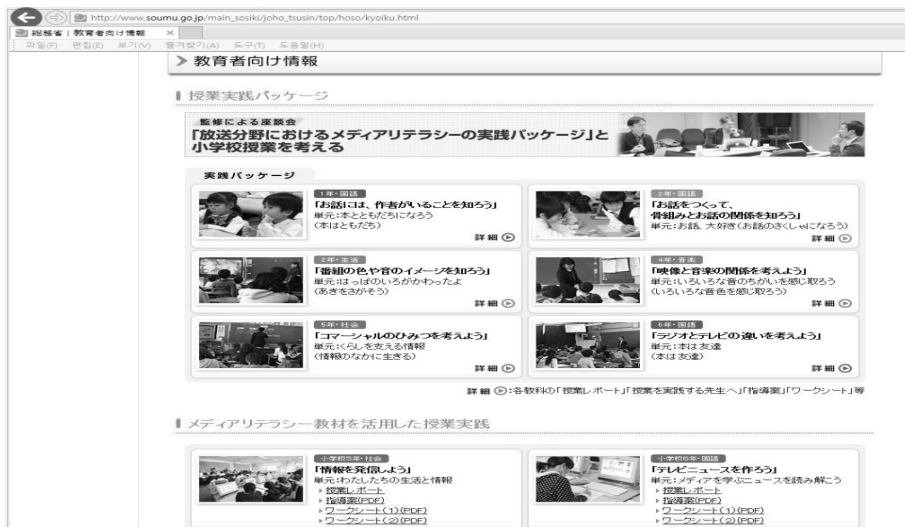 http://www.soumu.go.jp/main_sosiki/joho_tsusin/top/hoso/kyoiku.html
総務省 | 教育者向け情報 ×
파일(F) 편집(E) 보기(V) 즐겨찾기(A) 도구(T) 도움말(H)
教育者向け情報
授業実践パッケージ
監修による座談会
「放送分野におけるメディアリテラシーの実践パッケージ」と
小学校授業を考える
実践パッケージ
1年・国語
「お話には、作者がいることを知ろう」
単元:本とともだちになろう
(本はともだち)
詳細
2年・国語
「お話をつくって、
骨組みとお話の関係を知ろう」
単元:お話、大好き(お話のさくしゃになろう)
詳細
2年・生活
「番組の色や音のイメージを知ろう」
単元:はっぱのいろがかわったよ
(あきをさがそう)
詳細
4年・音楽
「映像と音楽の関係を考えよう」
単元:いろいろな音のちがいを感じ取ろう
(いろいろな音色を感じ取ろう)
詳細
5年・社会
「コマーシャルのひみつを考えよう」
単元:くらしを支える情報
(情報のなかに生きる)
詳細
6年・国語
「ラジオとテレビの違いを考えよう」
単元:本は友達
(本は友達)
詳細
詳細:各教科の「授業レポート」「授業を実践する先生へ」「指導案」「ワークシート」等
メディアリテラシー教材を活用した授業実践
小学校5年・社会
「情報を発信しよう」
単元:わたしたちの生活と情報
授業レポート
指導案(PDF)
ワークシート(1)(PDF)
ワークシート(2)(PDF)
小学校6年・国語
「テレビニュースを作ろう」
単元:メディアを学ぶニュースを読み解こう
授業レポート
指導案(PDF)
ワークシート(1)(PDF)
ワークシート(2)(PDF)